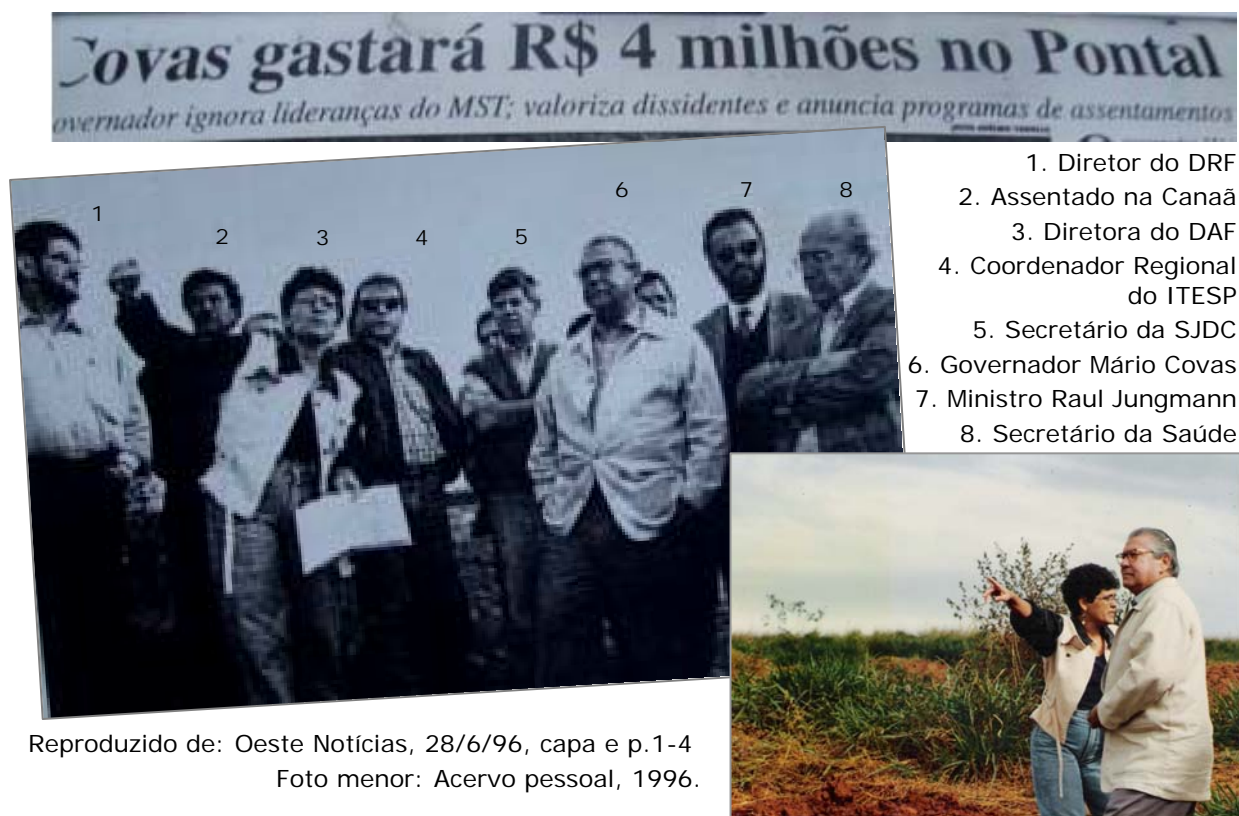 Covas gastará R$ 4 milhões no Pontal
overnador ignora lideranças do MST; valoriza dissidentes e anuncia programas de assentamentos
1
2
3
4
5
6
7
8
1. Diretor do DRF
2. Assentado na Canaã
3. Diretora do DAF
4. Coordenador Regional
do ITESP
5. Secretário da SJDC
6. Governador Mário Covas
7. Ministro Raul Jungmann
8. Secretário da Saúde
Reproduzido de: Oeste Notícias, 28/6/96, capa e p.1-4
Foto menor: Acervo pessoal, 1996.